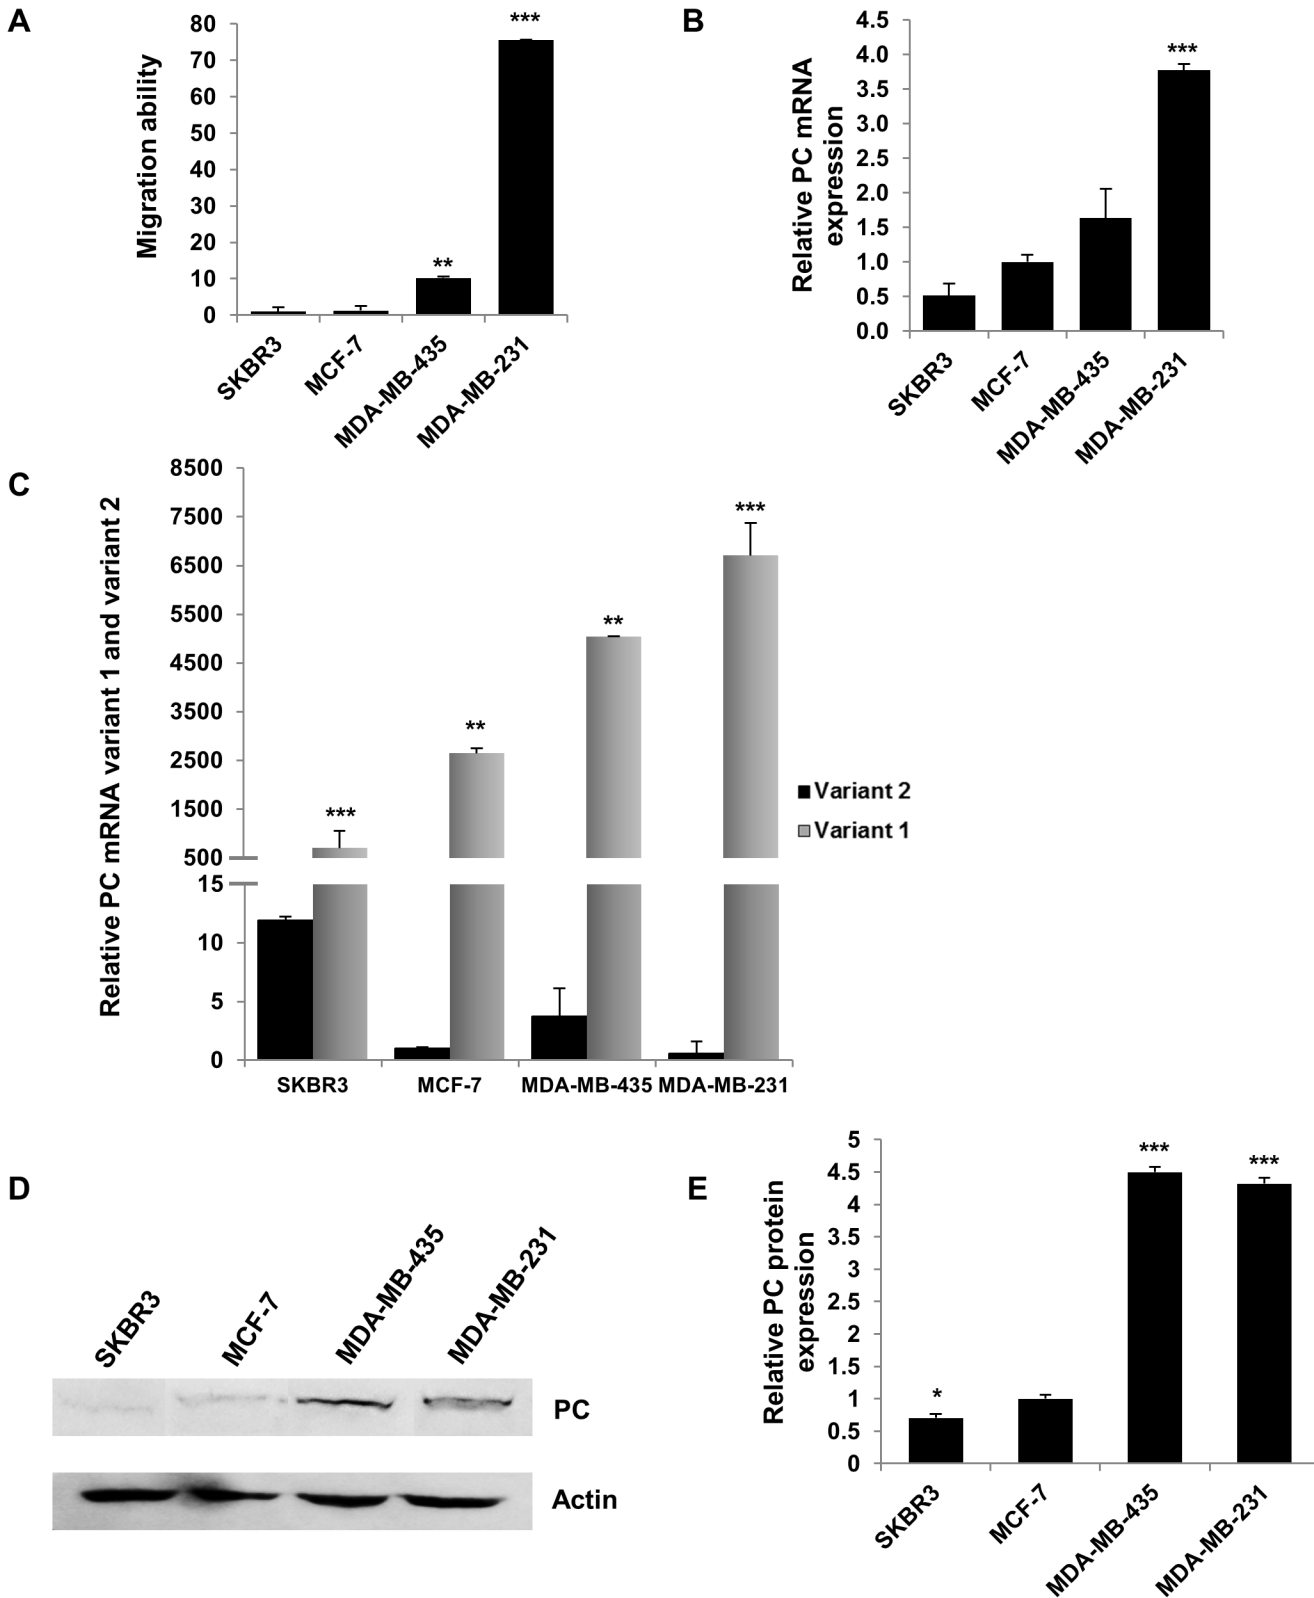 A
Migration ability
80
70
60
50
40
30
20
10
0
**
***
SKBR3
MCF-7
MDA-MB-435
MDA-MB-231
B
Relative PC mRNA
expression
4.5
4.0
3.5
3.0
2.5
2.0
1.5
1.0
0.5
0.0
***
SKBR3
MCF-7
MDA-MB-435
MDA-MB-231
C
Relative PC mRNA variant 1 and variant 2
8500
7500
6500
5500
4500
3500
2500
1500
500
15
10
5
0
***
**
**
***
SKBR3
MCF-7
MDA-MB-435
MDA-MB-231
Variant 2
Variant 1
D
SKBR3
MCF-7
MDA-MB-435
MDA-MB-231
PC
Actin
E
Relative PC protein
expression
5
4.5
4
3.5
3
2.5
2
1.5
1
0.5
0
*
***
***
SKBR3
MCF-7
MDA-MB-435
MDA-MB-231